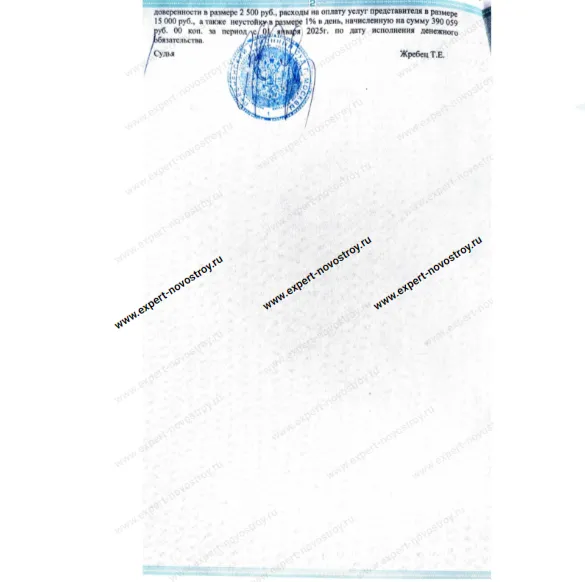 2
доверенности в размере 2 500 руб., расходы на оплату услуг представителя в размере
15 000 руб., а также неустойку в размере 1% в день, начисленную на сумму 390 059
руб. 00 коп. за период с 01 января 2025г. по дату исполнения денежного
обязательства.
Судья Жребец Т.Е.
www.expert-novostroy.ru
www.expert-novostroy.ru
www.expert-novostroy.ru